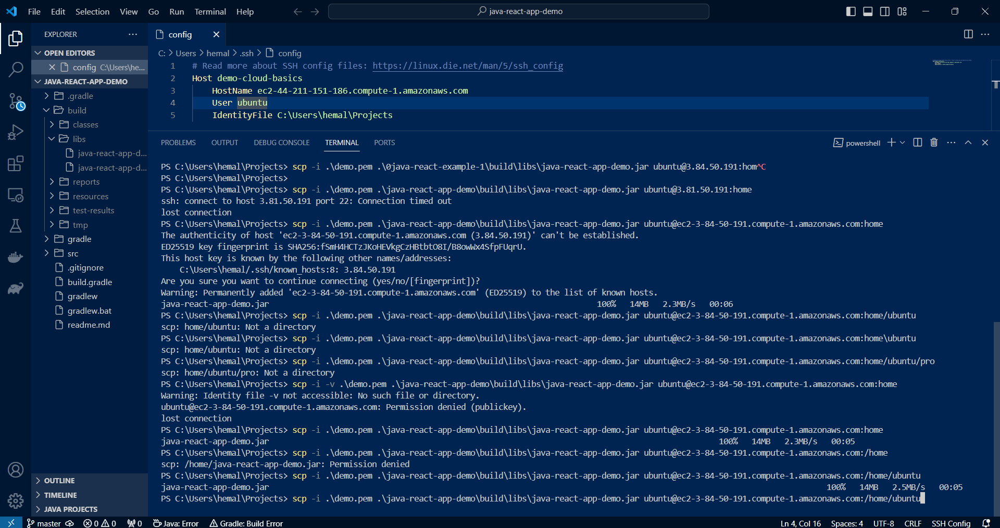 File Edit Selection View Go Run Terminal Help
java-react-app-demo
EXPLORER
OPEN EDITORS
config C:\Users\he...
JAVA-REACT-APP-DEMO
.gradle
build
classes
libs
java-react-app-d...
java-react-app-d...
reports
resources
test-results
tmp
gradle
src
.gitignore
build.gradle
gradlew
gradlew.bat
readme.md
OUTLINE
TIMELINE
JAVA PROJECTS
config
C: > Users > hemal > .ssh > config
1 # Read more about SSH config files: https://linux.die.net/man/5/ssh_config
2 Host demo-cloud-basics
3 HostName ec2-44-211-151-186.compute-1.amazonaws.com
4 User ubuntu
5 IdentityFile C:\Users\hemal\Projects
PROBLEMS OUTPUT DEBUG CONSOLE TERMINAL PORTS
powershell
PS C:\Users\hemal\Projects> scp -i .\demo.pem .\0java-react-example-1\build\libs\java-react-app-demo.jar ubuntu@3.84.50.191:hom^C
PS C:\Users\hemal\Projects>
PS C:\Users\hemal\Projects> scp -i .\demo.pem .\java-react-app-demo\build\libs\java-react-app-demo.jar ubuntu@3.81.50.191:home
ssh: connect to host 3.81.50.191 port 22: Connection timed out
lost connection
PS C:\Users\hemal\Projects> scp -i .\demo.pem .\java-react-app-demo\build\libs\java-react-app-demo.jar ubuntu@ec2-3-84-50-191.compute-1.amazonaws.com:home
The authenticity of host 'ec2-3-84-50-191.compute-1.amazonaws.com (3.84.50.191)' can't be established.
ED25519 key fingerprint is SHA256:fSmH4HCTzJKoHEVkgCzHBtbtO8I/B8owWx4SfpFUqrU.
This host key is known by the following other names/addresses:
C:\Users\hemal/.ssh/known_hosts:8: 3.84.50.191
Are you sure you want to continue connecting (yes/no/[fingerprint])?
Warning: Permanently added 'ec2-3-84-50-191.compute-1.amazonaws.com' (ED25519) to the list of known hosts.
java-react-app-demo.jar 100% 14MB 2.3MB/s 00:06
PS C:\Users\hemal\Projects> scp -i .\demo.pem .\java-react-app-demo\build\libs\java-react-app-demo.jar ubuntu@ec2-3-84-50-191.compute-1.amazonaws.com:home/ubuntu
scp: home/ubuntu: Not a directory
PS C:\Users\hemal\Projects> scp -i .\demo.pem .\java-react-app-demo\build\libs\java-react-app-demo.jar ubuntu@ec2-3-84-50-191.compute-1.amazonaws.com:home\ubuntu
scp: home/ubuntu: Not a directory
PS C:\Users\hemal\Projects> scp -i .\demo.pem .\java-react-app-demo\build\libs\java-react-app-demo.jar ubuntu@ec2-3-84-50-191.compute-1.amazonaws.com:home/ubuntu/pro
scp: home/ubuntu/pro: Not a directory
PS C:\Users\hemal\Projects> scp -i -v .\demo.pem .\java-react-app-demo\build\libs\java-react-app-demo.jar ubuntu@ec2-3-84-50-191.compute-1.amazonaws.com:home
Warning: Identity file -v not accessible: No such file or directory.
ubuntu@ec2-3-84-50-191.compute-1.amazonaws.com: Permission denied (publickey).
lost connection
PS C:\Users\hemal\Projects> scp -i .\demo.pem .\java-react-app-demo\build\libs\java-react-app-demo.jar ubuntu@ec2-3-84-50-191.compute-1.amazonaws.com:home
java-react-app-demo.jar 100% 14MB 2.3MB/s 00:05
PS C:\Users\hemal\Projects> scp -i .\demo.pem .\java-react-app-demo\build\libs\java-react-app-demo.jar ubuntu@ec2-3-84-50-191.compute-1.amazonaws.com:/home
scp: /home/java-react-app-demo.jar: Permission denied
PS C:\Users\hemal\Projects> scp -i .\demo.pem .\java-react-app-demo\build\libs\java-react-app-demo.jar ubuntu@ec2-3-84-50-191.compute-1.amazonaws.com:/home/ubuntu
java-react-app-demo.jar 100% 14MB 2.5MB/s 00:05
PS C:\Users\hemal\Projects> scp -i .\demo.pem .\java-react-app-demo\build\libs\java-react-app-demo.jar ubuntu@ec2-3-84-50-191.compute-1.amazonaws.com:/home/ubuntu
master 0 0 0 Java: Error Gradle: Build Error Ln 4, Col 16 Spaces: 4 UTF-8 CRLF SSH Config